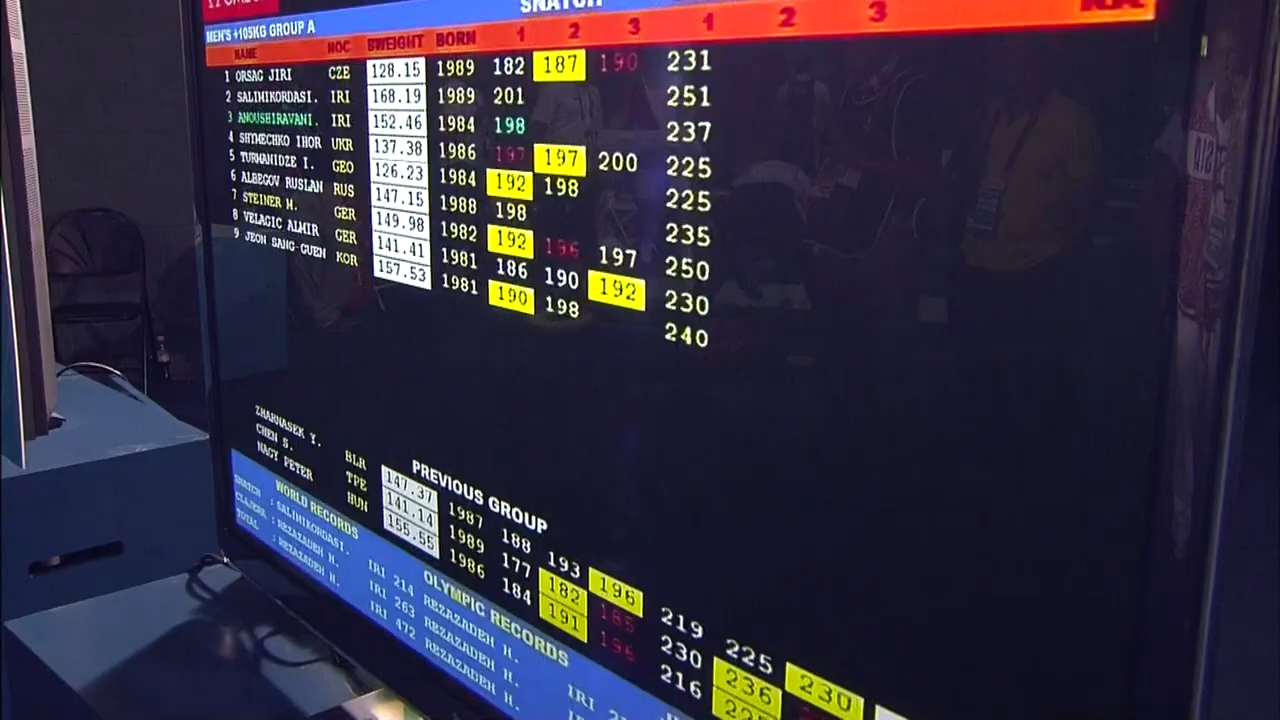 SNATCH
MEN'S +105KG GROUP A
NAME NOC BWEIGHT BORN 1 2 3 1 2 3
1 ORSAG JIRI CZE 128.15 1989 182 187 190 231
2 SALIMIKORDASI. IRI 168.19 1989 201 251
3 ANOUSHIRAVANI. IRI 152.46 1984 198 237
4 SHYMECHKO IHOR UKR 137.38 1986 197 197 200 225
5 TURMANIDZE I. GEO 126.23 1984 192 198 225
6 ALBEGOV RUSLAN RUS 147.15 1988 198 235
7 STEINER M. GER 149.98 1982 192 196 197 250
8 VELAGIC ALMIR GER 141.41 1981 186 190 192 230
9 JEON SANG-GUEN KOR 157.53 1981 190 198 240
PREVIOUS GROUP
ZHARNASEK Y. BLR 147.37 1987 188 193 196 219 225 230
CHEN S. TPE 141.14 1989 177 182 185 230 236
NAGY PETER HUN 155.55 1986 184 191 195 216
WORLD RECORDS OLYMPIC RECORDS
SNATCH : SALIMIKORDASI. IRI 214 REZAZADEH H. IRI
CL&JERK : REZAZADEH H. IRI 263 REZAZADEH H.
TOTAL : REZAZADEH H. IRI 472 REZAZADEH H.